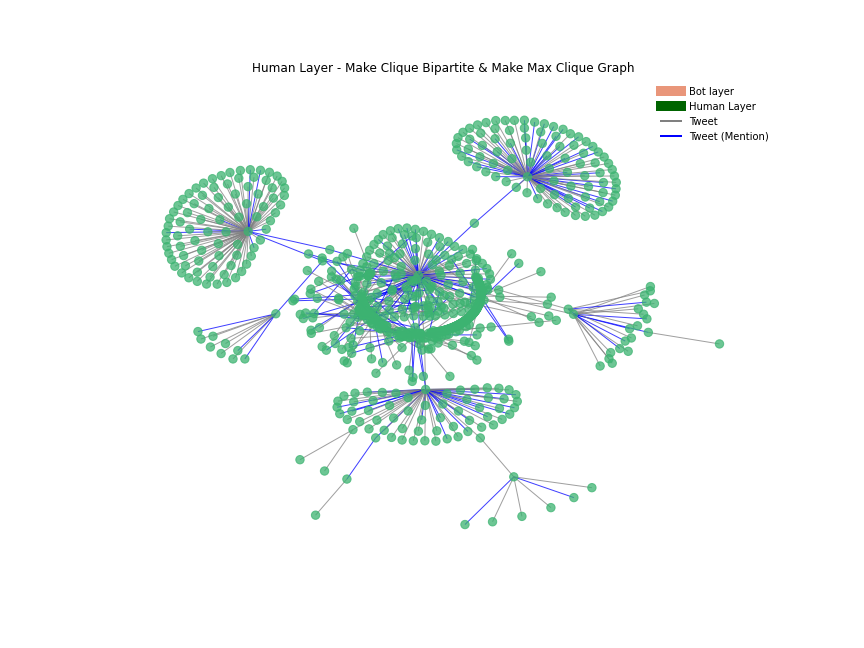 Human Layer - Make Clique Bipartite & Make Max Clique Graph
Bot layer
Human Layer
Tweet
Tweet (Mention)